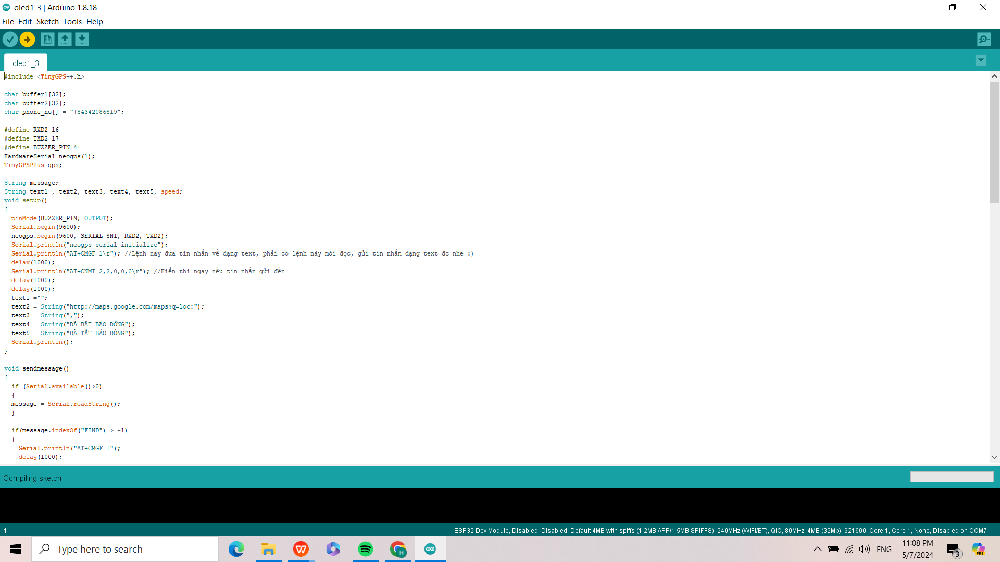 oled1_3 | Arduino 1.8.18
File Edit Sketch Tools Help
oled1_3
#include <TinyGPS++.h>
char buffer1[32];
char buffer2[32];
char phone_no[] = "+84342086819";
#define RXD2 16
#define TXD2 17
#define BUZZER_PIN 4
HardwareSerial neogps(1);
TinyGPSPlus gps;
String message;
String text1 , text2, text3, text4, text5, speed;
void setup()
{
pinMode(BUZZER_PIN, OUTPUT);
Serial.begin(9600);
neogps.begin(9600, SERIAL_8N1, RXD2, TXD2);
Serial.println("neogps serial initialize");
Serial.println("AT+CMGF=1\r"); //Lệnh này đưa tin nhắn về dạng text, phải có lệnh này mới đọc, gửi tin nhắn dạng text đc nhé :)
delay(1000);
Serial.println("AT+CNMI=2,2,0,0,0\r"); //Hiển thị ngay nếu tin nhắn gửi đến
delay(1000);
delay(1000);
text1 ="";
text2 = String("http://maps.google.com/maps?q=loc:");
text3 = String(",");
text4 = String("ĐÃ BẬT BÁO ĐỘNG");
text5 = String("ĐÃ TẮT BÁO ĐỘNG");
Serial.println();
}
void sendmessage()
{
if (Serial.available()>0)
{
message = Serial.readString();
}
if(message.indexOf("FIND") > -1)
{
Serial.println("AT+CMGF=1");
delay(1000);
Compiling sketch...
1
ESP32 Dev Module, Disabled, Disabled, Default 4MB with spiffs (1.2MB APP/1.5MB SPIFFS), 240MHz (WiFi/BT), QIO, 80MHz, 4MB (32Mb), 921600, Core 1, Core 1, None, Disabled on COM7
Type here to search
W
H
ENG
11:08 PM
5/7/2024
3
PRE